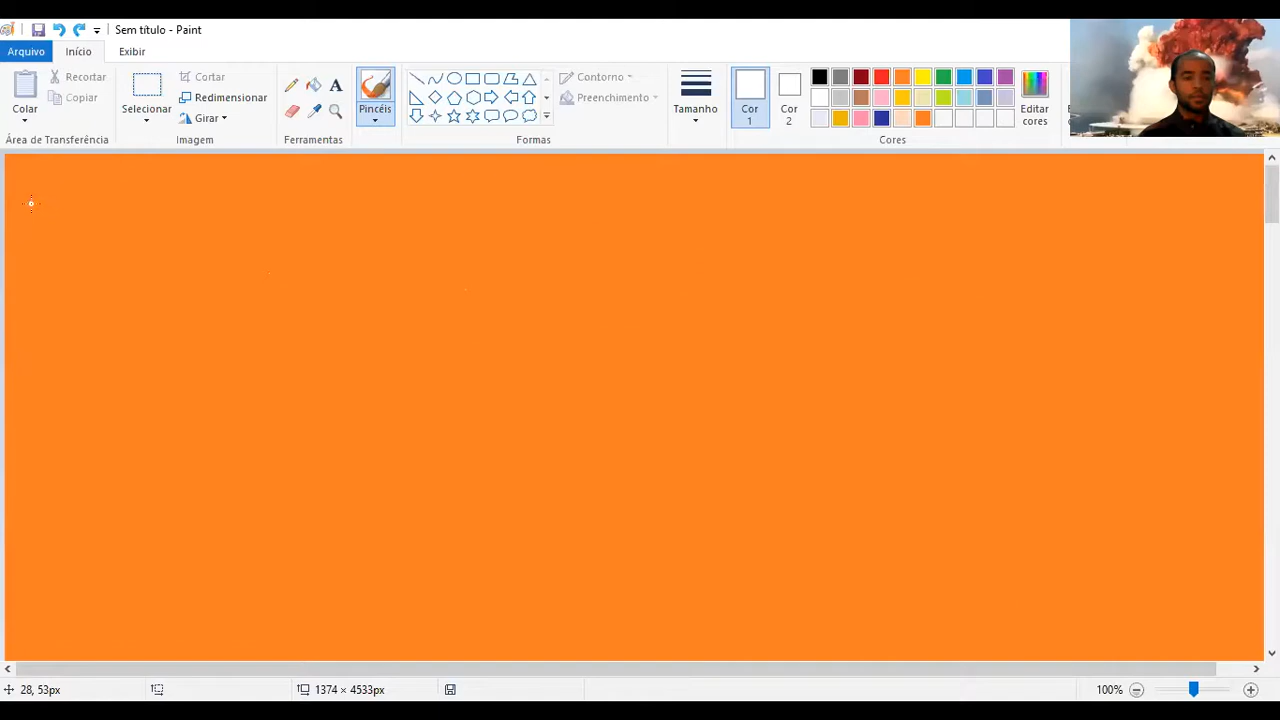 Sem título - Paint
Arquivo Início Exibir
Colar
Recortar
Copiar
Área de Transferência
Selecionar
Cortar
Redimensionar
Girar
Imagem
A
Ferramentas
Pincéis
Contorno
Preenchimento
Formas
Tamanho
Cor 1
Cor 2
Editar cores
Cores
28, 53px
1374 × 4533px
100%